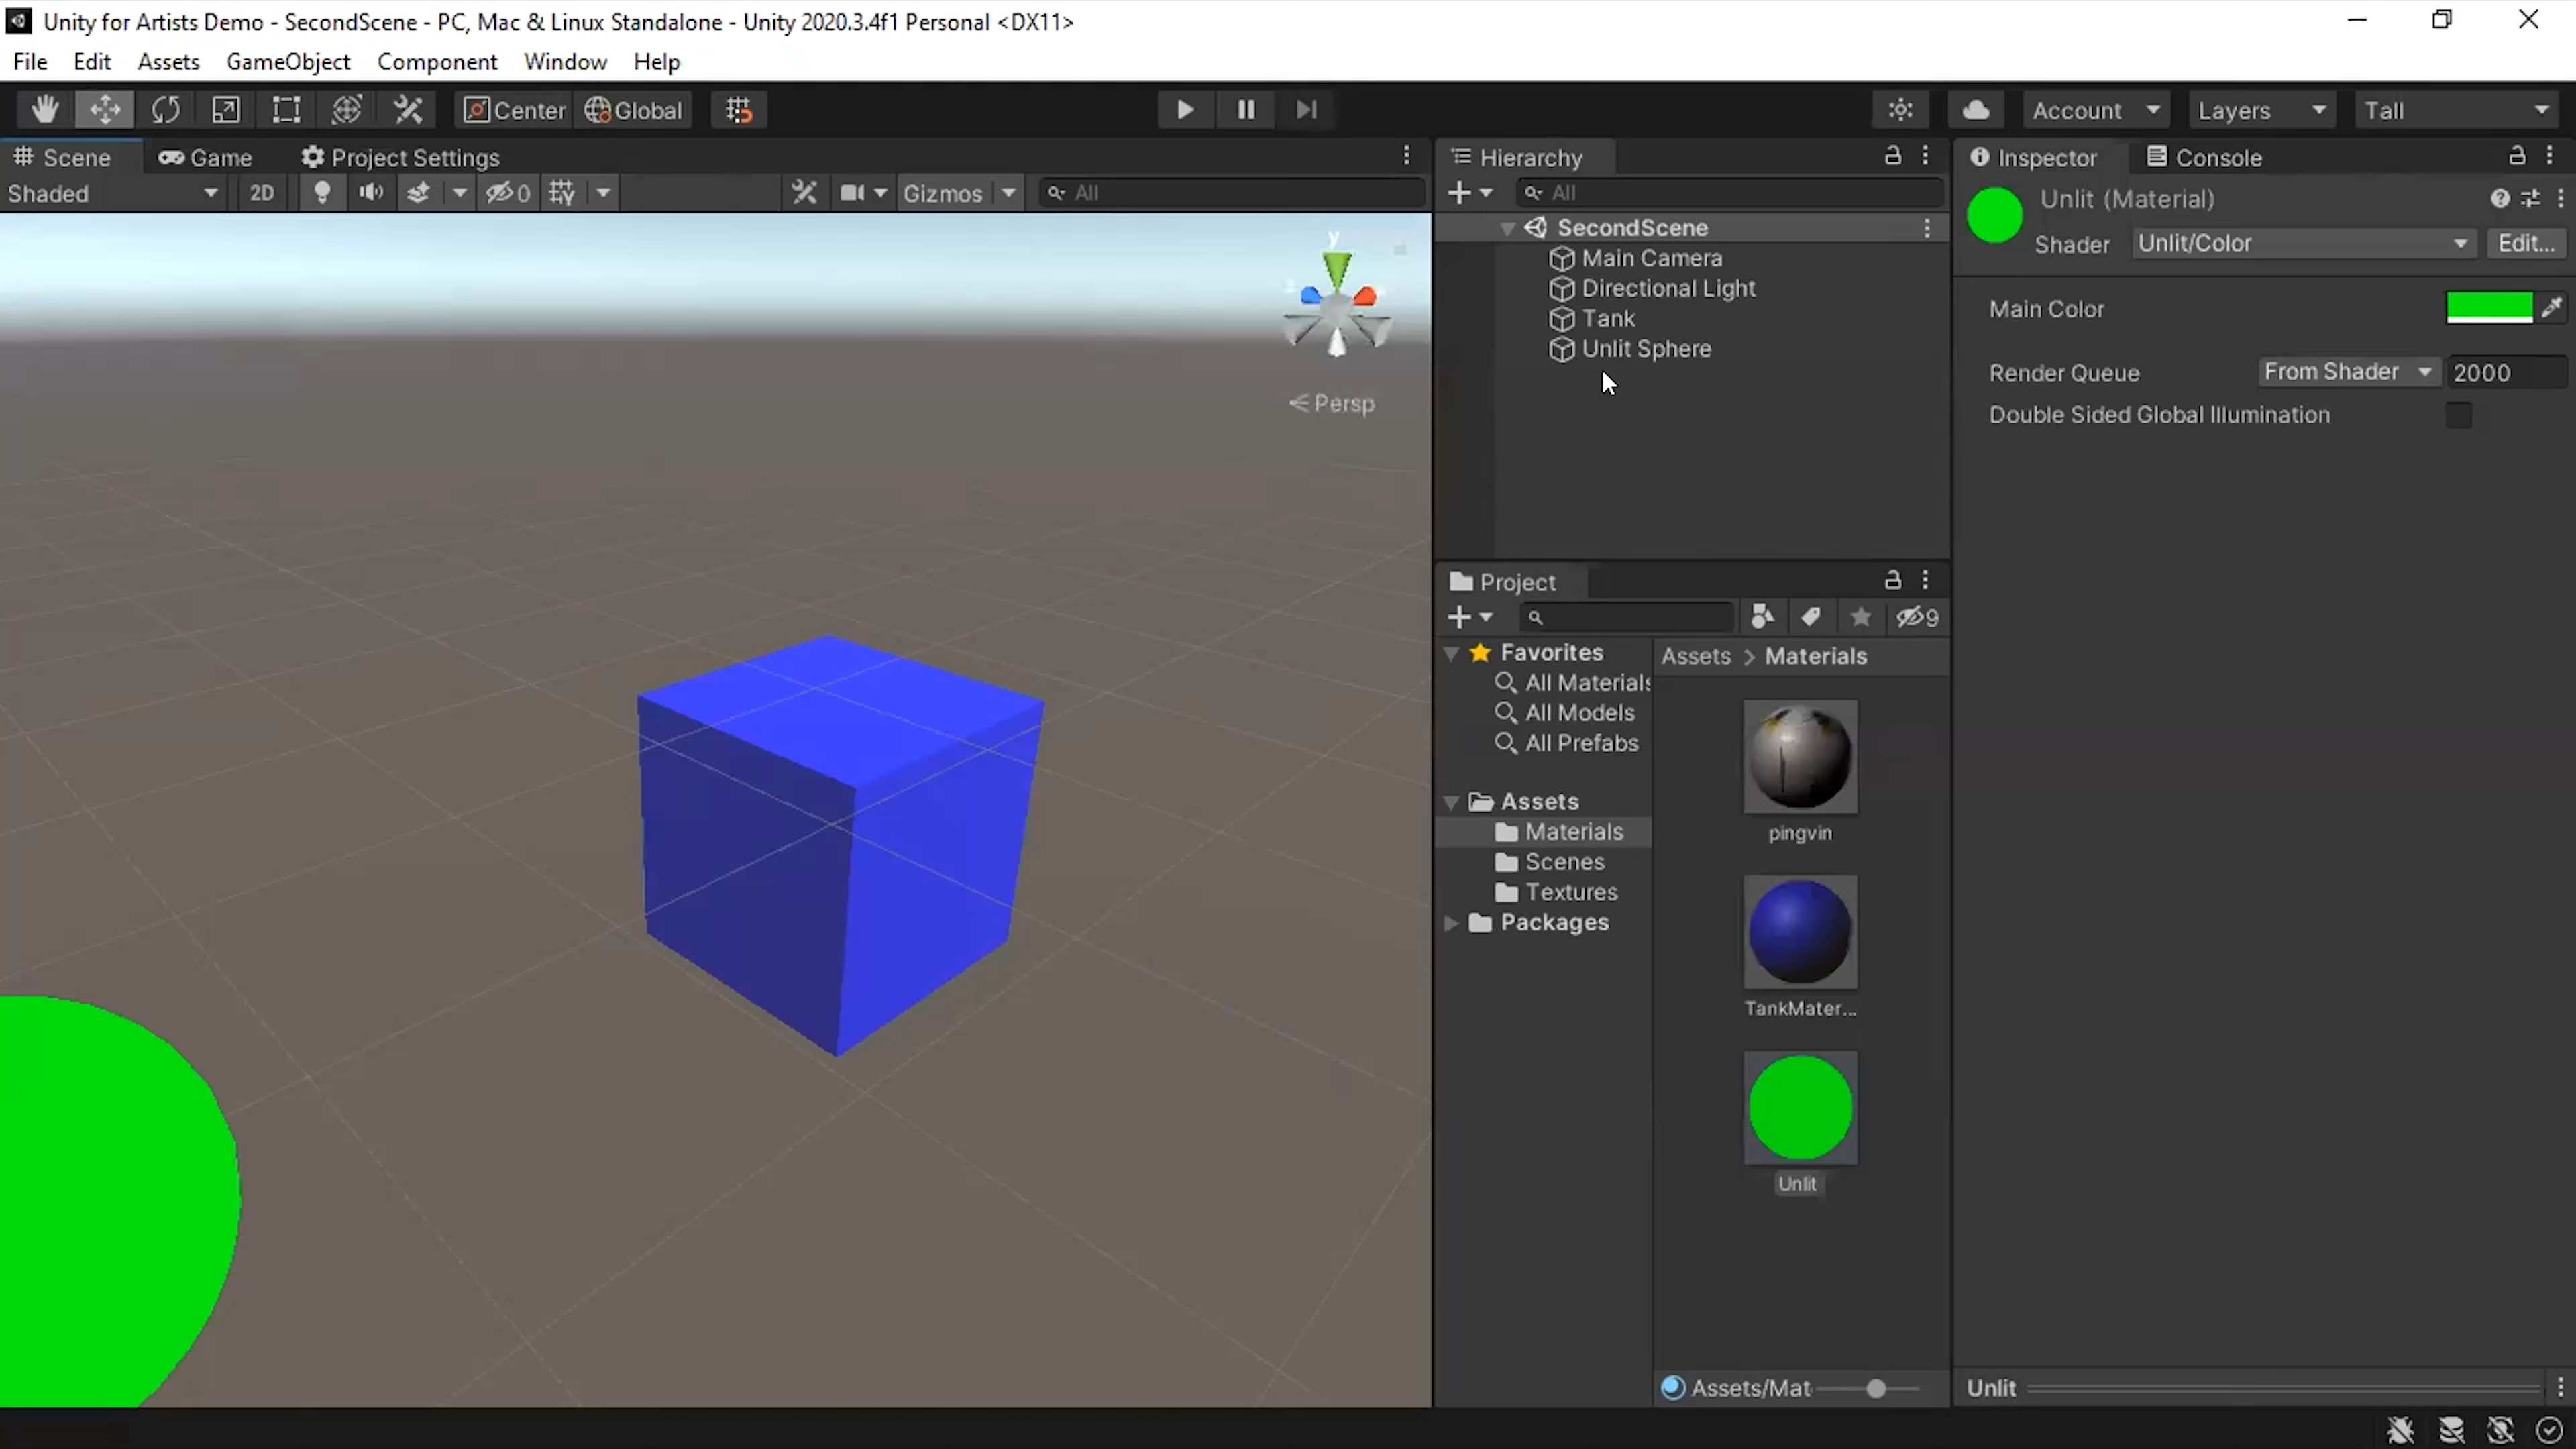 Unity for Artists Demo - SecondScene - PC, Mac & Linux Standalone - Unity 2020.3.4f1 Personal <DX11>
File Edit Assets GameObject Component Window Help
Center Global Account Layers Tall
Scene Game Project Settings
Shaded 2D 0 Gizmos All
y
Persp
Hierarchy
All
SecondScene
Main Camera
Directional Light
Tank
Unlit Sphere
Project
9
Favorites
All Materials
All Models
All Prefabs
Assets
Materials
Scenes
Textures
Packages
Assets > Materials
pingvin
TankMater...
Unlit
Assets/Mat
Inspector Console
Unlit (Material)
Shader Unlit/Color Edit...
Main Color
Render Queue From Shader 2000
Double Sided Global Illumination
Unlit